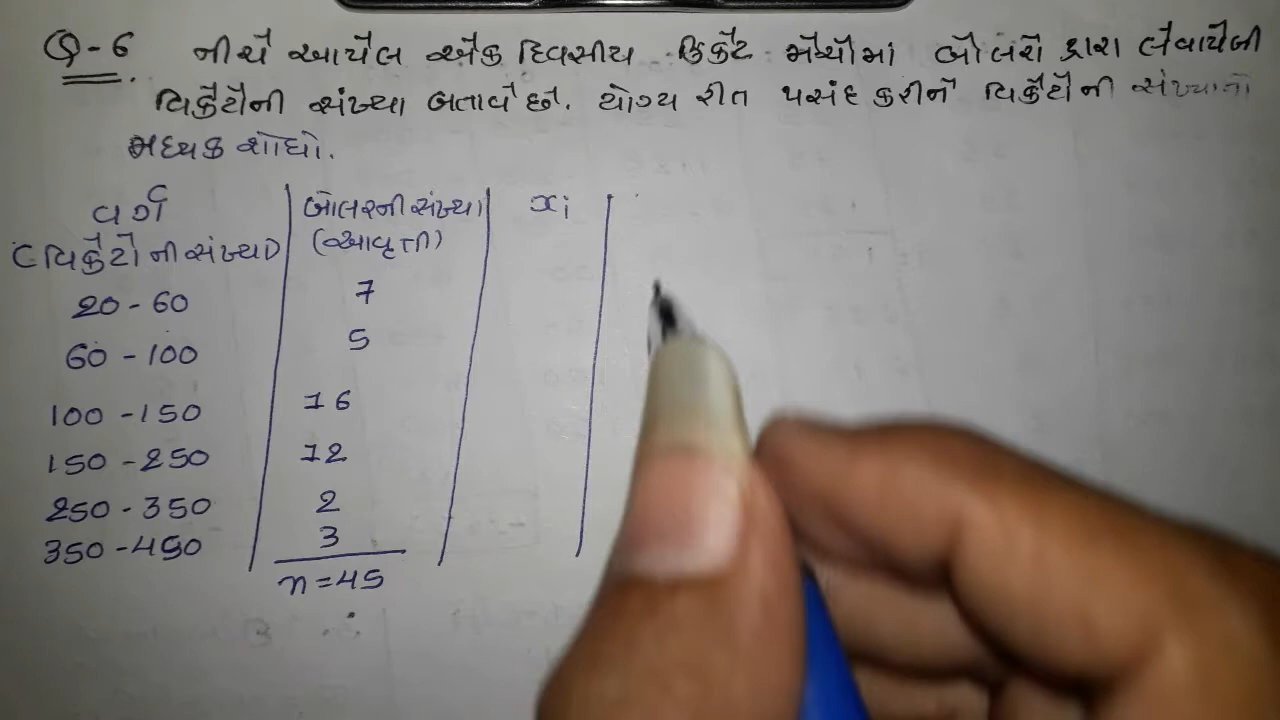 Q-6 નીચે આપેલ એક દિવસીય ક્રિકેટ મેચોમાં બોલરો દ્વારા લેવાયેલી
વિકેટોની સંખ્યા બતાવે છે. યોગ્ય રીત પસંદ કરીને વિકેટોની સંખ્યાનો
મધ્યક શોધો.
વર્ગ બોલરની સંખ્યા xi
(વિકેટોની સંખ્યા) (આવૃત્તી)
20-60 7
60-100 5
100-150 16
150-250 12
250-350 2
350-450 3
n=45